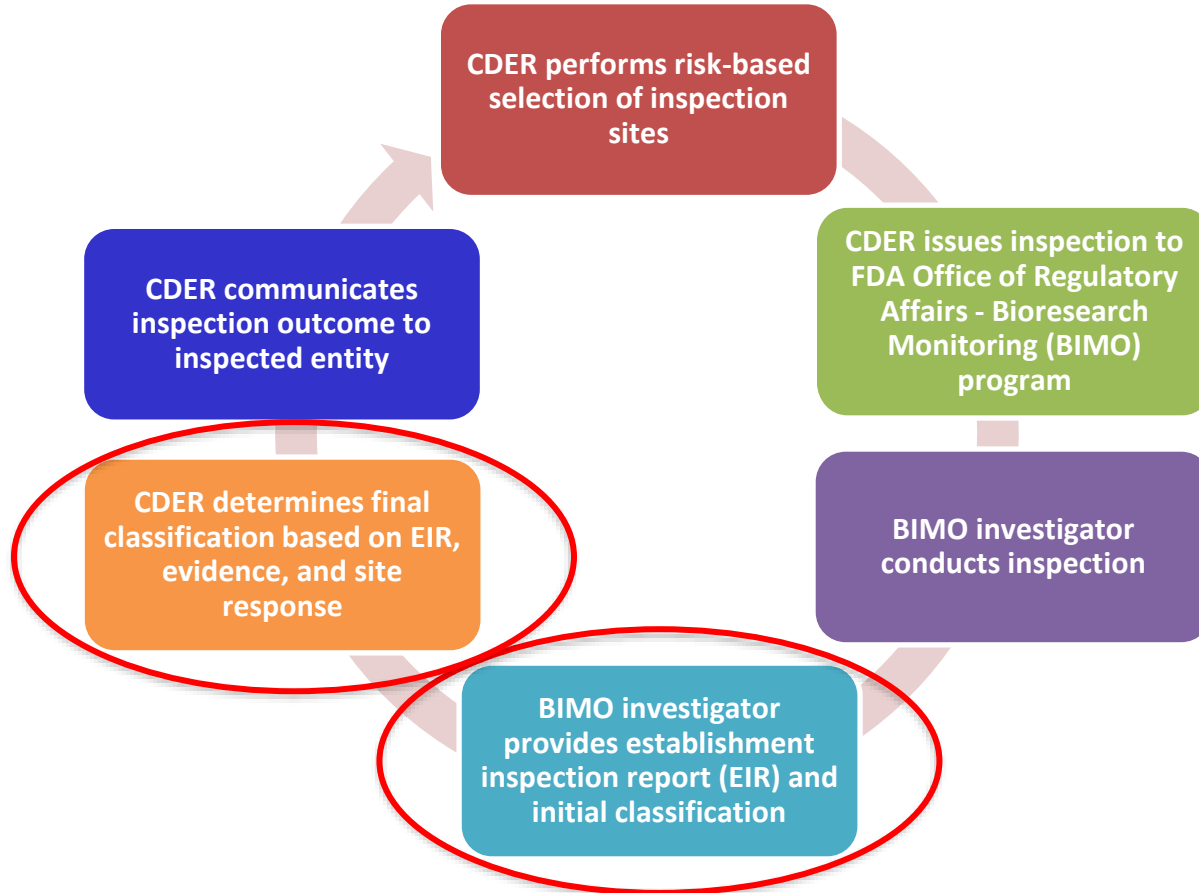 CDER performs risk-based
selection of inspection
sites
CDER issues inspection to
FDA Office of Regulatory
Affairs - Bioresearch
Monitoring (BIMO)
program
BIMO investigator
conducts inspection
BIMO investigator
provides establishment
inspection report (EIR) and
initial classification
CDER determines final
classification based on EIR,
evidence, and site
response
CDER communicates
inspection outcome to
inspected entity